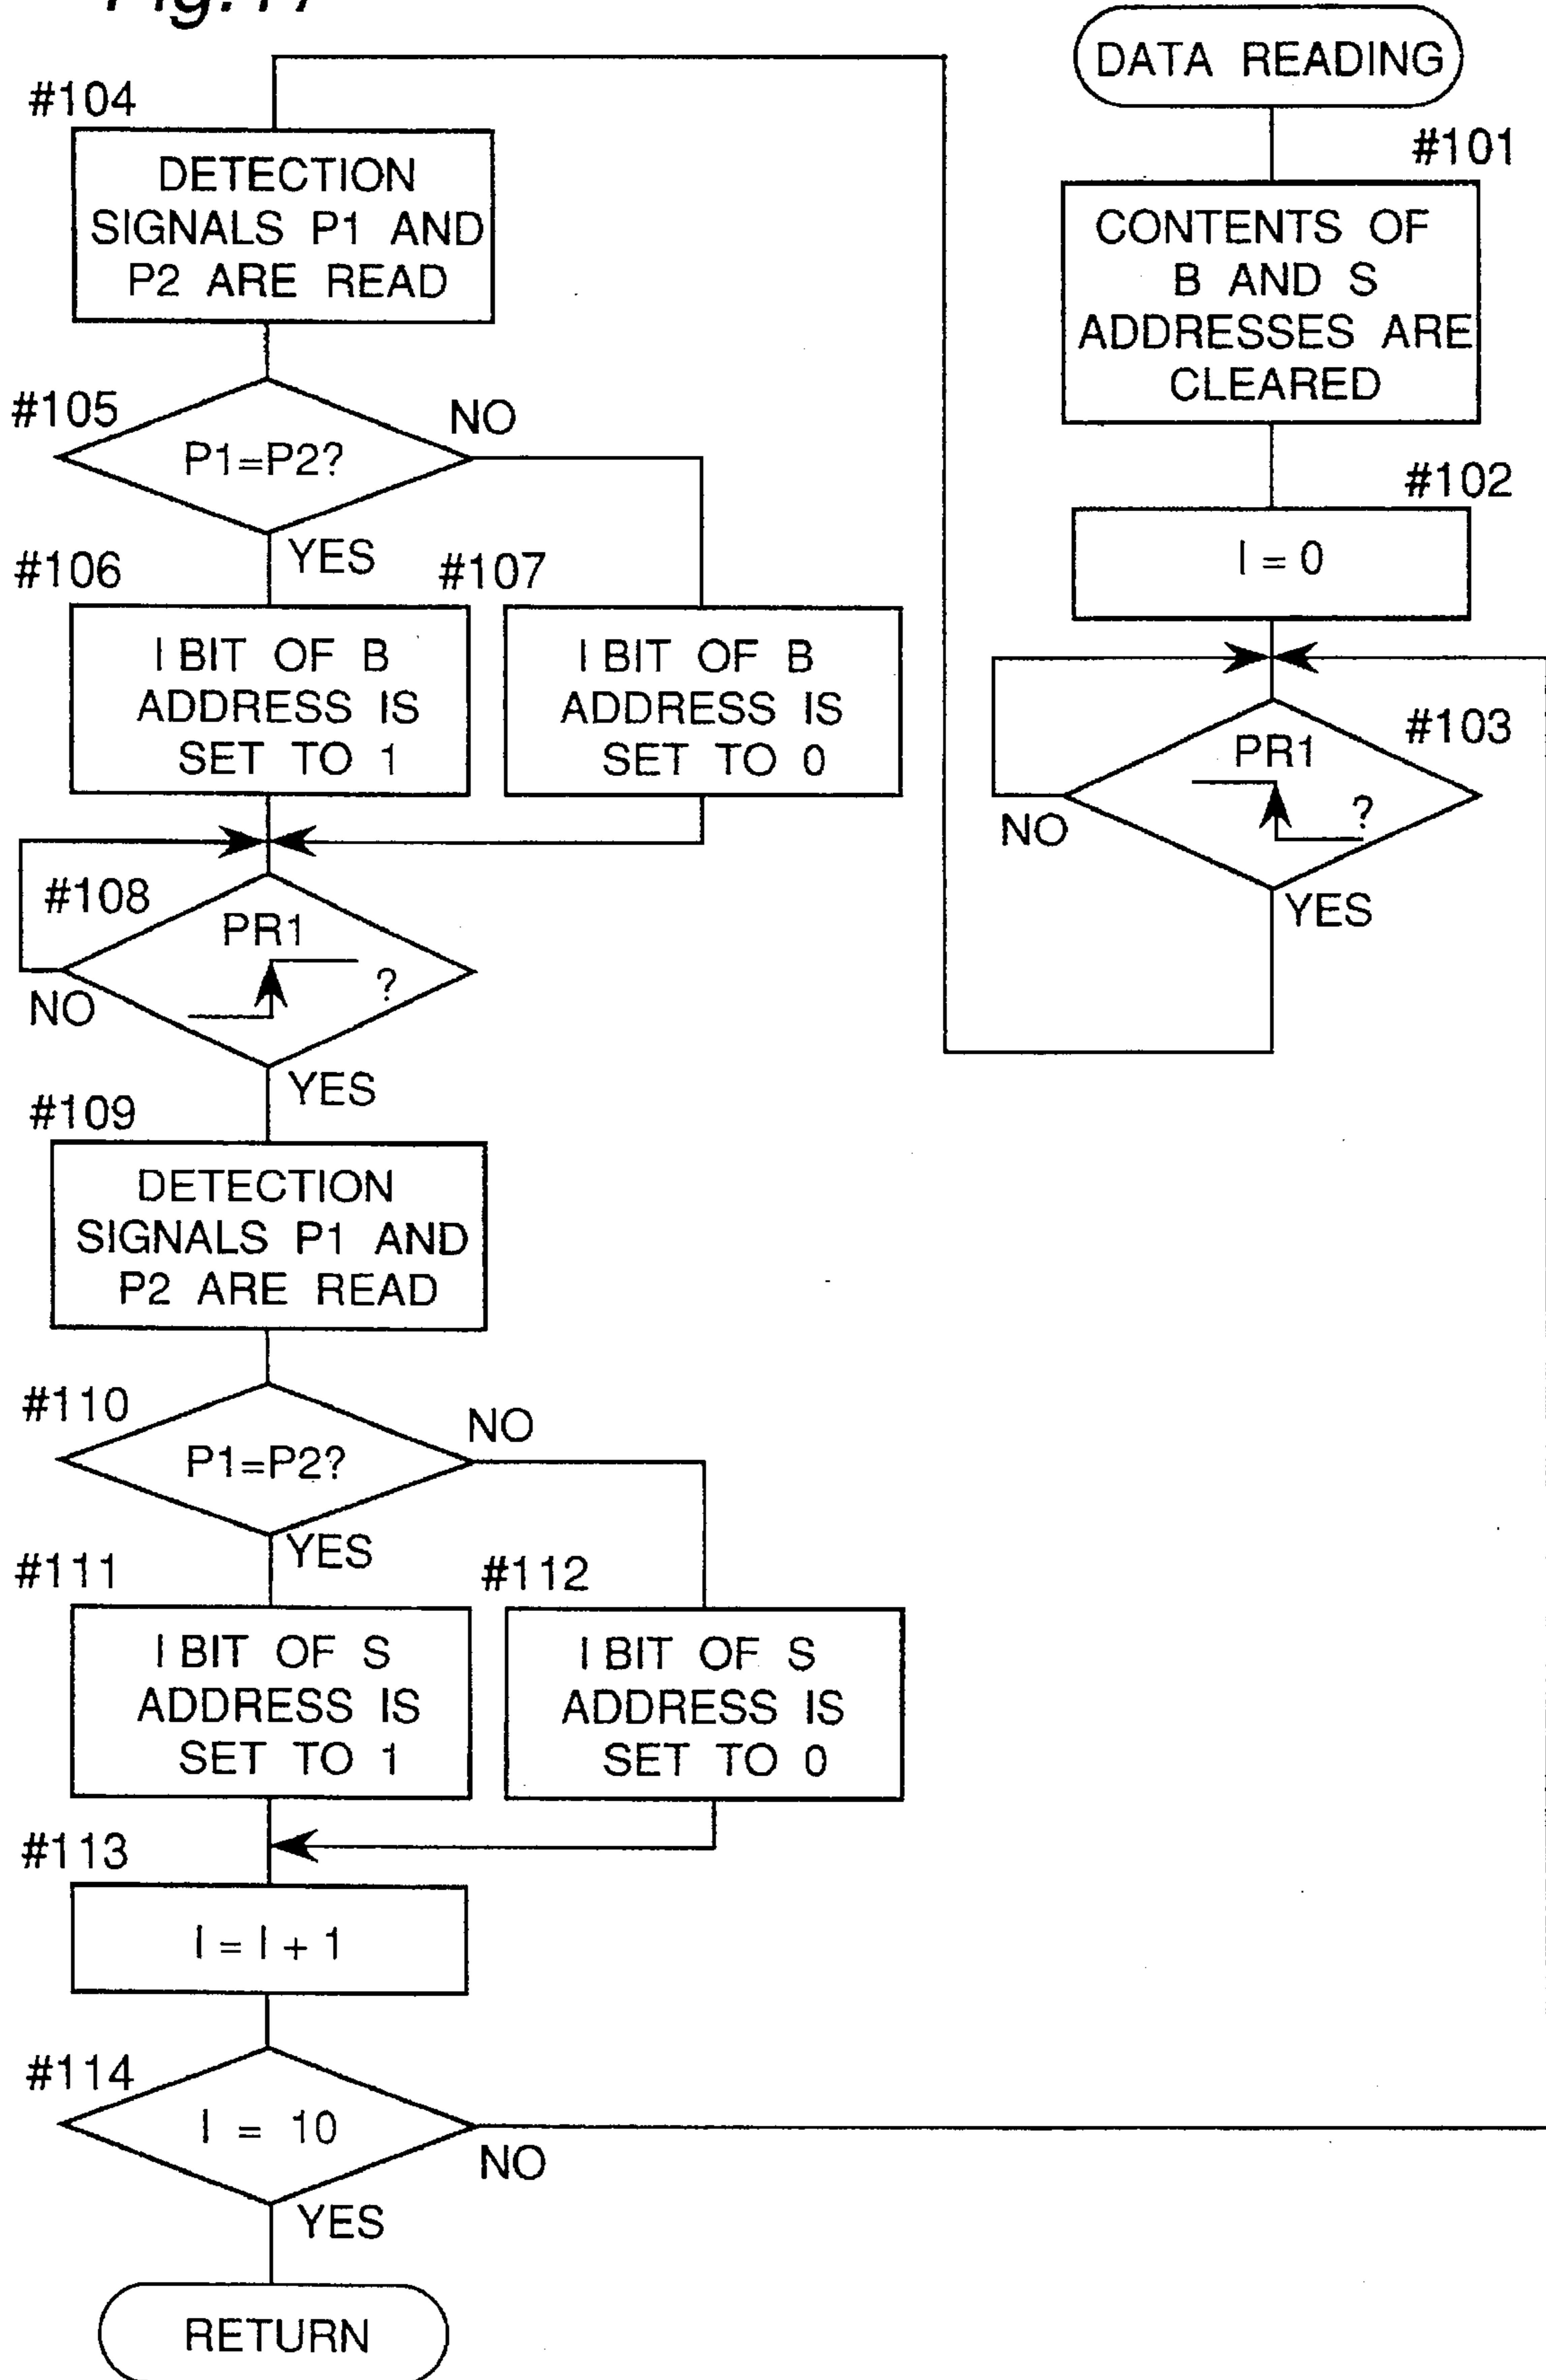 DATA READING
#101
CONTENTS OF
B AND S
ADDRESSES ARE
CLEARED
#102
I = 0
#103
PR1
?
NO
YES
#104
DETECTION
SIGNALS P1 AND
P2 ARE READ
#105
P1=P2?
NO
YES
#106
I BIT OF B
ADDRESS IS
SET TO 1
#107
I BIT OF B
ADDRESS IS
SET TO 0
#108
PR1
?
NO
YES
#109
DETECTION
SIGNALS P1 AND
P2 ARE READ
#110
P1=P2?
NO
YES
#111
I BIT OF S
ADDRESS IS
SET TO 1
#112
I BIT OF S
ADDRESS IS
SET TO 0
#113
I = I + 1
#114
I = 10
NO
YES
RETURN